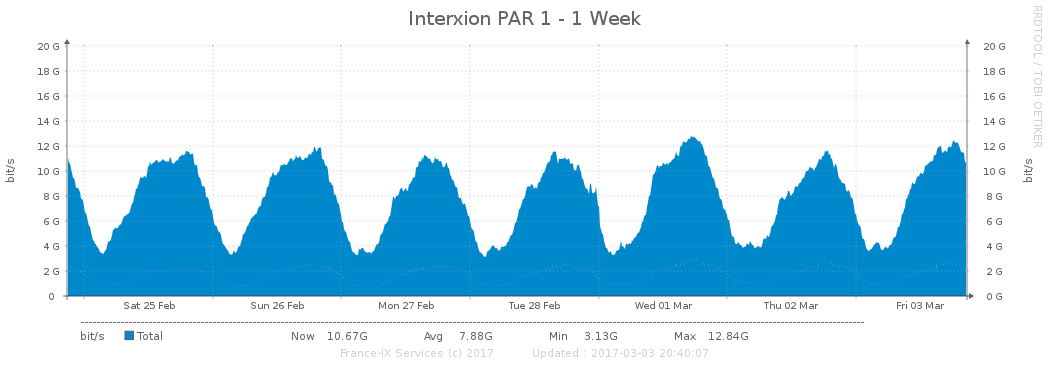 Interxion PAR 1 - 1 Week
RRDTOOL / TOBI OETIKER
bit/s
20 G 20 G
18 G 18 G
16 G 16 G
14 G 14 G
12 G 12 G
10 G 10 G
8 G 8 G
6 G 6 G
4 G 4 G
2 G 2 G
0 0 G
bit/s
Sat 25 Feb Sun 26 Feb Mon 27 Feb Tue 28 Feb Wed 01 Mar Thu 02 Mar Fri 03 Mar
bit/s Total Now 10.67G Avg 7.88G Min 3.13G Max 12.84G
France-IX Services (c) 2017 Updated : 2017-03-03 20:40:07